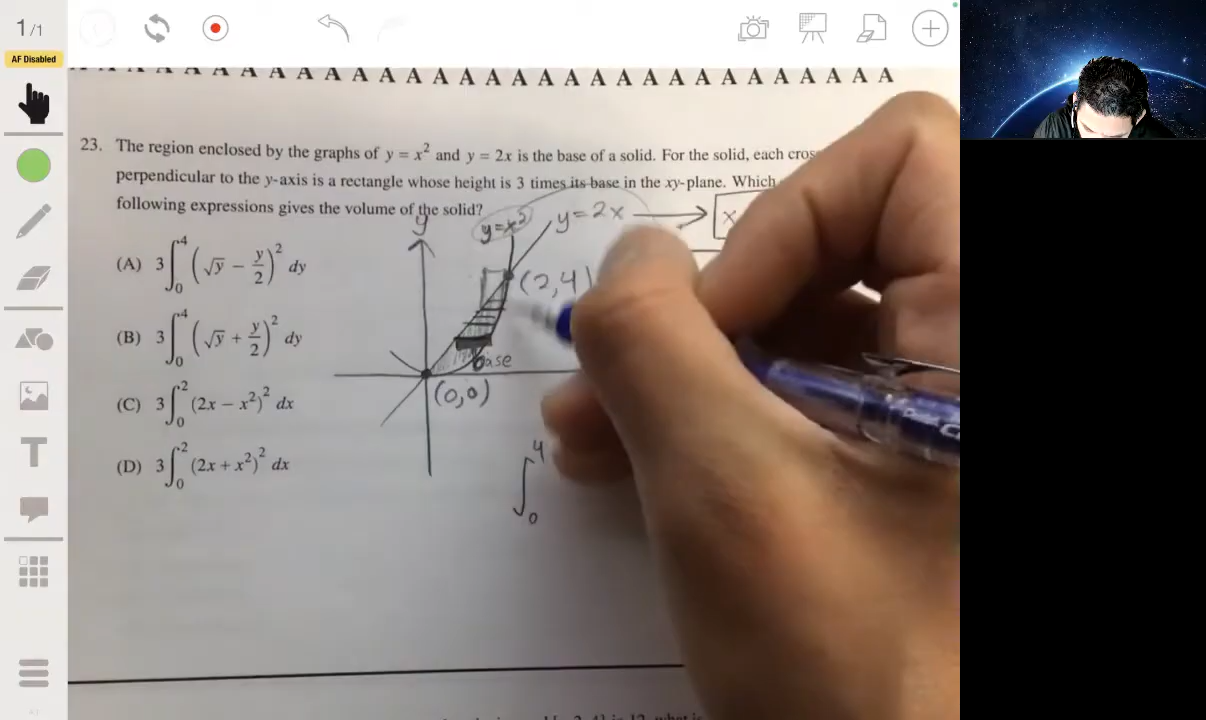 1/1
AF Disabled
A A A A A A A A A A A A A A A A A A A A A A A A A A A A A A
23. The region enclosed by the graphs of y = x² and y = 2x is the base of a solid. For the solid, each
perpendicular to the y-axis is a rectangle whose height is 3 times its base in the xy-plane. Which
following expressions gives the volume of the solid?
y
y=x²
y=2x
x
(A) 3∫₀⁴ (√y − y/2)² dy
(2,4)
(B) 3∫₀⁴ (√y + y/2)² dy
base
(0,0)
(C) 3∫₀² (2x − x²)² dx
(D) 3∫₀² (2x + x²)² dx
∫₀⁴
T